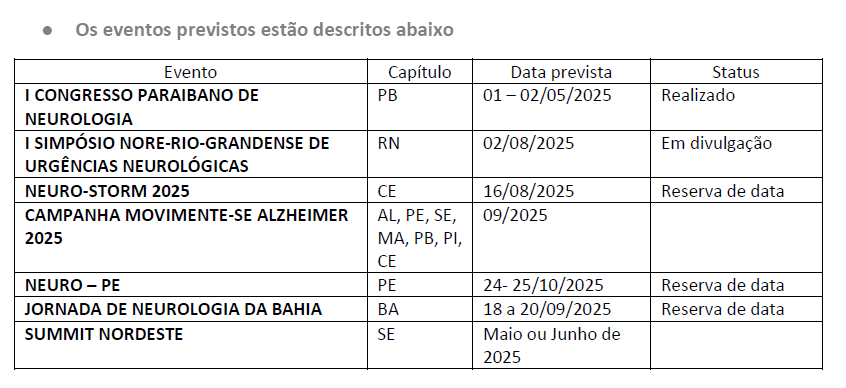 ● Os eventos previstos estão descritos abaixo
Evento Capítulo Data prevista Status
I CONGRESSO PARAIBANO DE NEUROLOGIA PB 01 – 02/05/2025 Realizado
I SIMPÓSIO NORE-RIO-GRANDENSE DE URGÊNCIAS NEUROLÓGICAS RN 02/08/2025 Em divulgação
NEURO-STORM 2025 CE 16/08/2025 Reserva de data
CAMPANHA MOVIMENTE-SE ALZHEIMER 2025 AL, PE, SE, MA, PB, PI, CE 09/2025
NEURO – PE PE 24- 25/10/2025 Reserva de data
JORNADA DE NEUROLOGIA DA BAHIA BA 18 a 20/09/2025 Reserva de data
SUMMIT NORDESTE SE Maio ou Junho de 2025